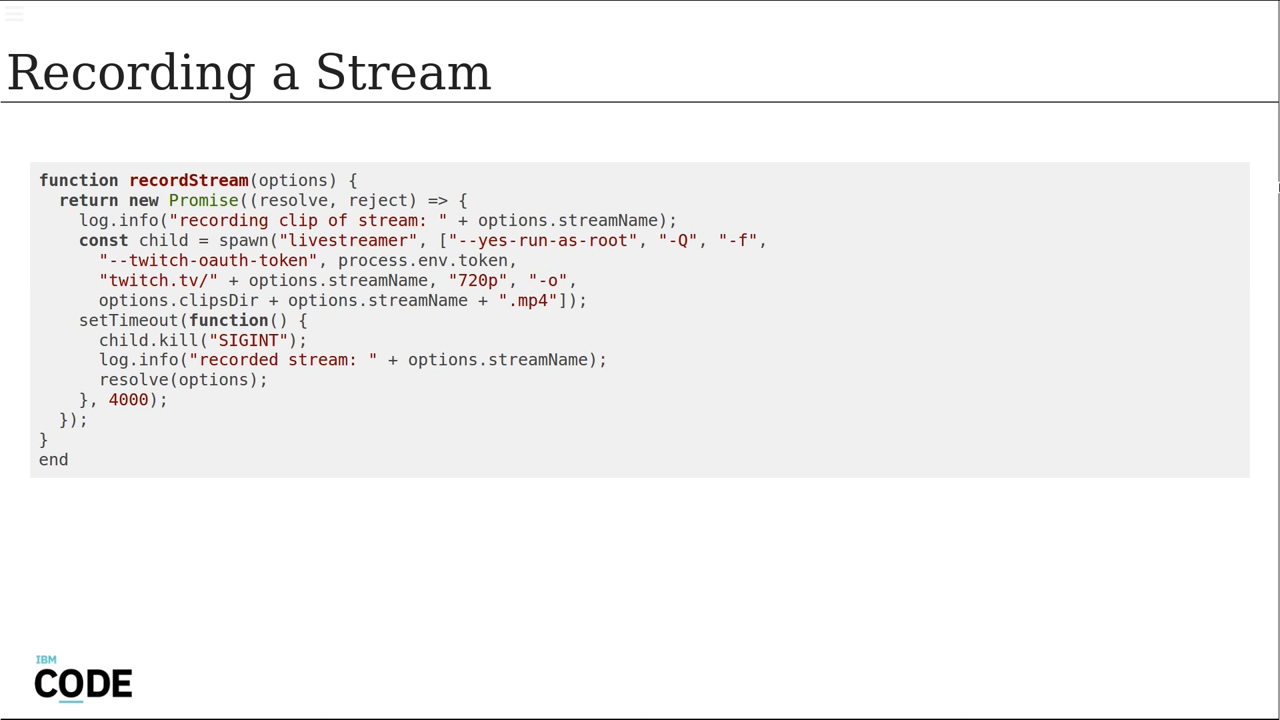 Recording a Stream
function recordStream(options) {
  return new Promise((resolve, reject) => {
    log.info("recording clip of stream: " + options.streamName);
    const child = spawn("livestreamer", ["--yes-run-as-root", "-Q", "-f",
      "--twitch-oauth-token", process.env.token,
      "twitch.tv/" + options.streamName, "720p", "-o",
      options.clipsDir + options.streamName + ".mp4"]);
    setTimeout(function() {
      child.kill("SIGINT");
      log.info("recorded stream: " + options.streamName);
      resolve(options);
    }, 4000);
  });
}
end
IBM
CODE